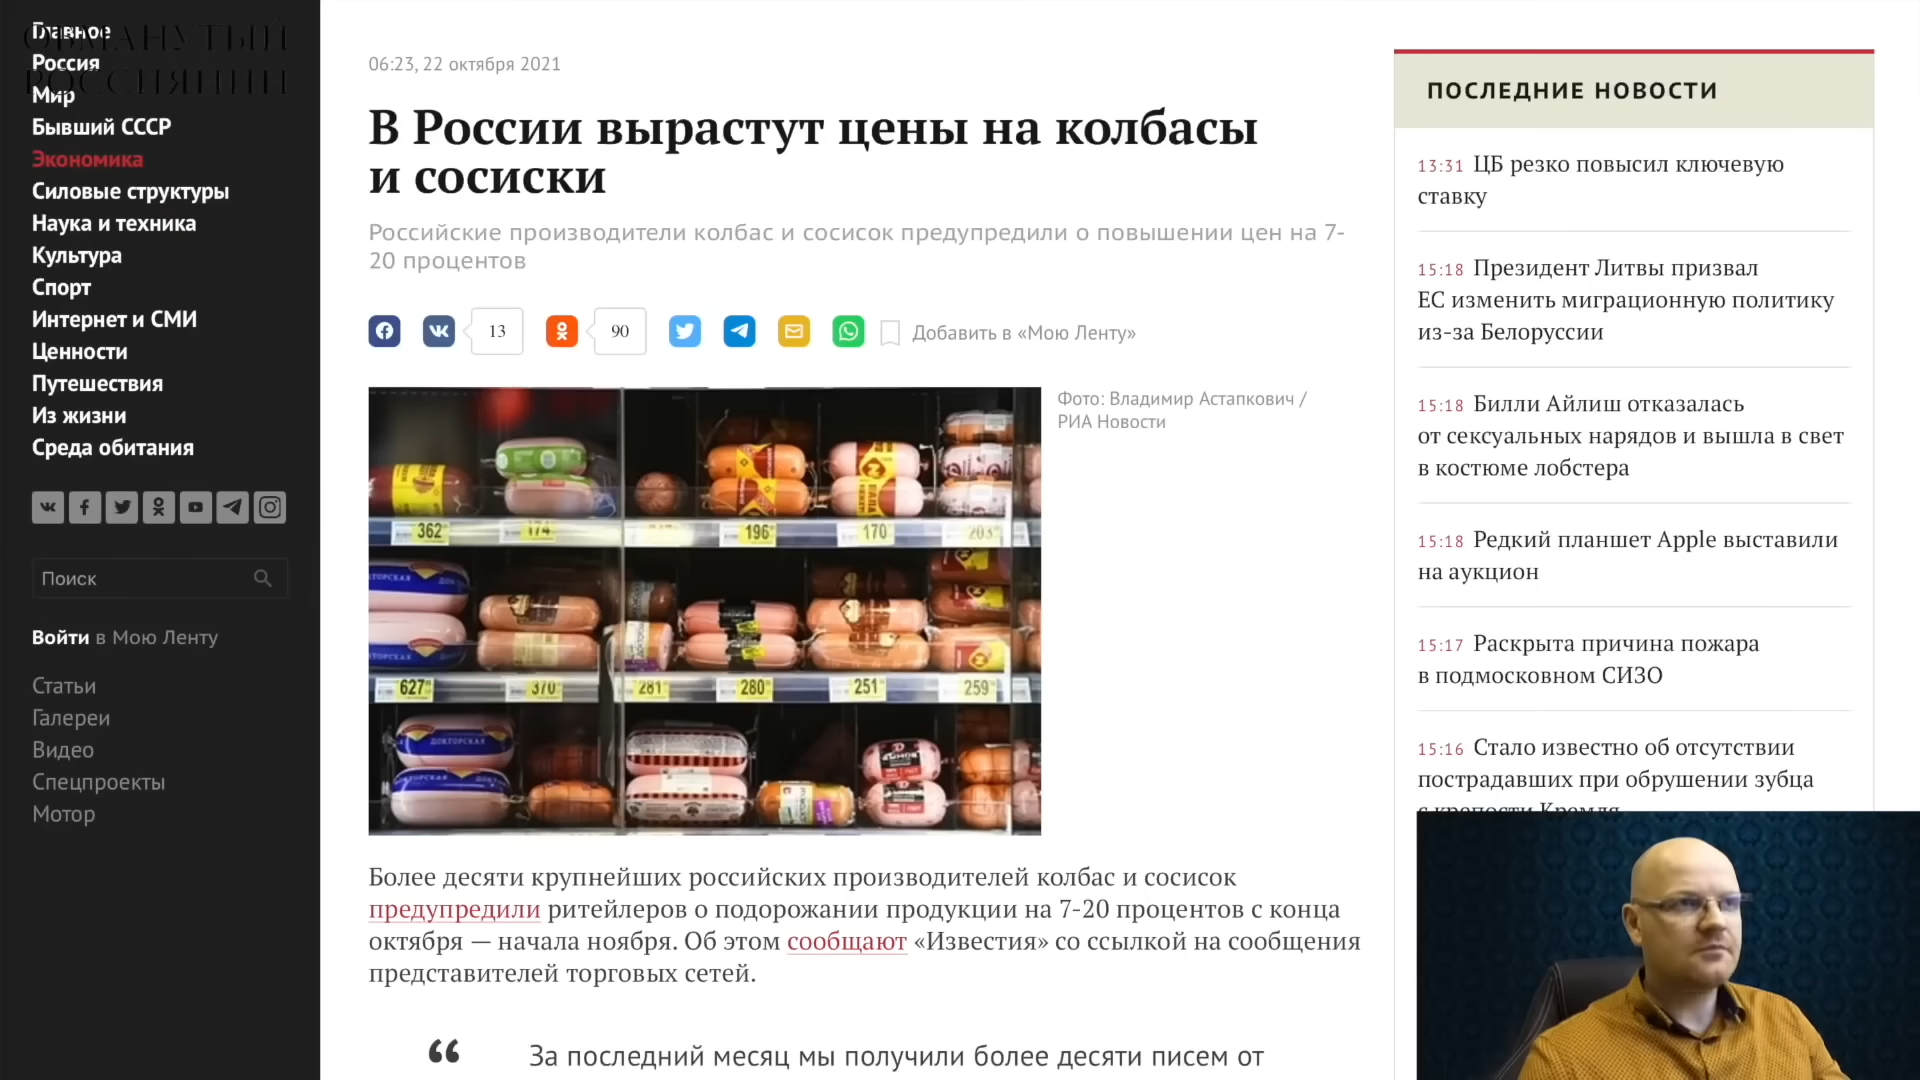 ОБМАНУТЫЙ
РОССИЯНИН
Главное
Россия
Мир
Бывший СССР
Экономика
Силовые структуры
Наука и техника
Культура
Спорт
Интернет и СМИ
Ценности
Путешествия
Из жизни
Среда обитания
Поиск
Войти в Мою Ленту
Статьи
Галереи
Видео
Спецпроекты
Мотор
06:23, 22 октября 2021
В России вырастут цены на колбасы
и сосиски
Российские производители колбас и сосисок предупредили о повышении цен на 7-
20 процентов
13
90
Добавить в «Мою Ленту»
Фото: Владимир Астапкович /
РИА Новости
362 174 196 170 203
ДОКТОРСКАЯ
627 370 281 280 251 259
ДОКТОРСКАЯ
Более десяти крупнейших российских производителей колбас и сосисок
предупредили ритейлеров о подорожании продукции на 7-20 процентов с конца
октября — начала ноября. Об этом сообщают «Известия» со ссылкой на сообщения
представителей торговых сетей.
“ За последний месяц мы получили более десяти писем от
ПОСЛЕДНИЕ НОВОСТИ
13:31 ЦБ резко повысил ключевую
ставку
15:18 Президент Литвы призвал
ЕС изменить миграционную политику
из-за Белоруссии
15:18 Билли Айлиш отказалась
от сексуальных нарядов и вышла в свет
в костюме лобстера
15:18 Редкий планшет Apple выставили
на аукцион
15:17 Раскрыта причина пожара
в подмосковном СИЗО
15:16 Стало известно об отсутствии
пострадавших при обрушении зубца
с крепости Кремля